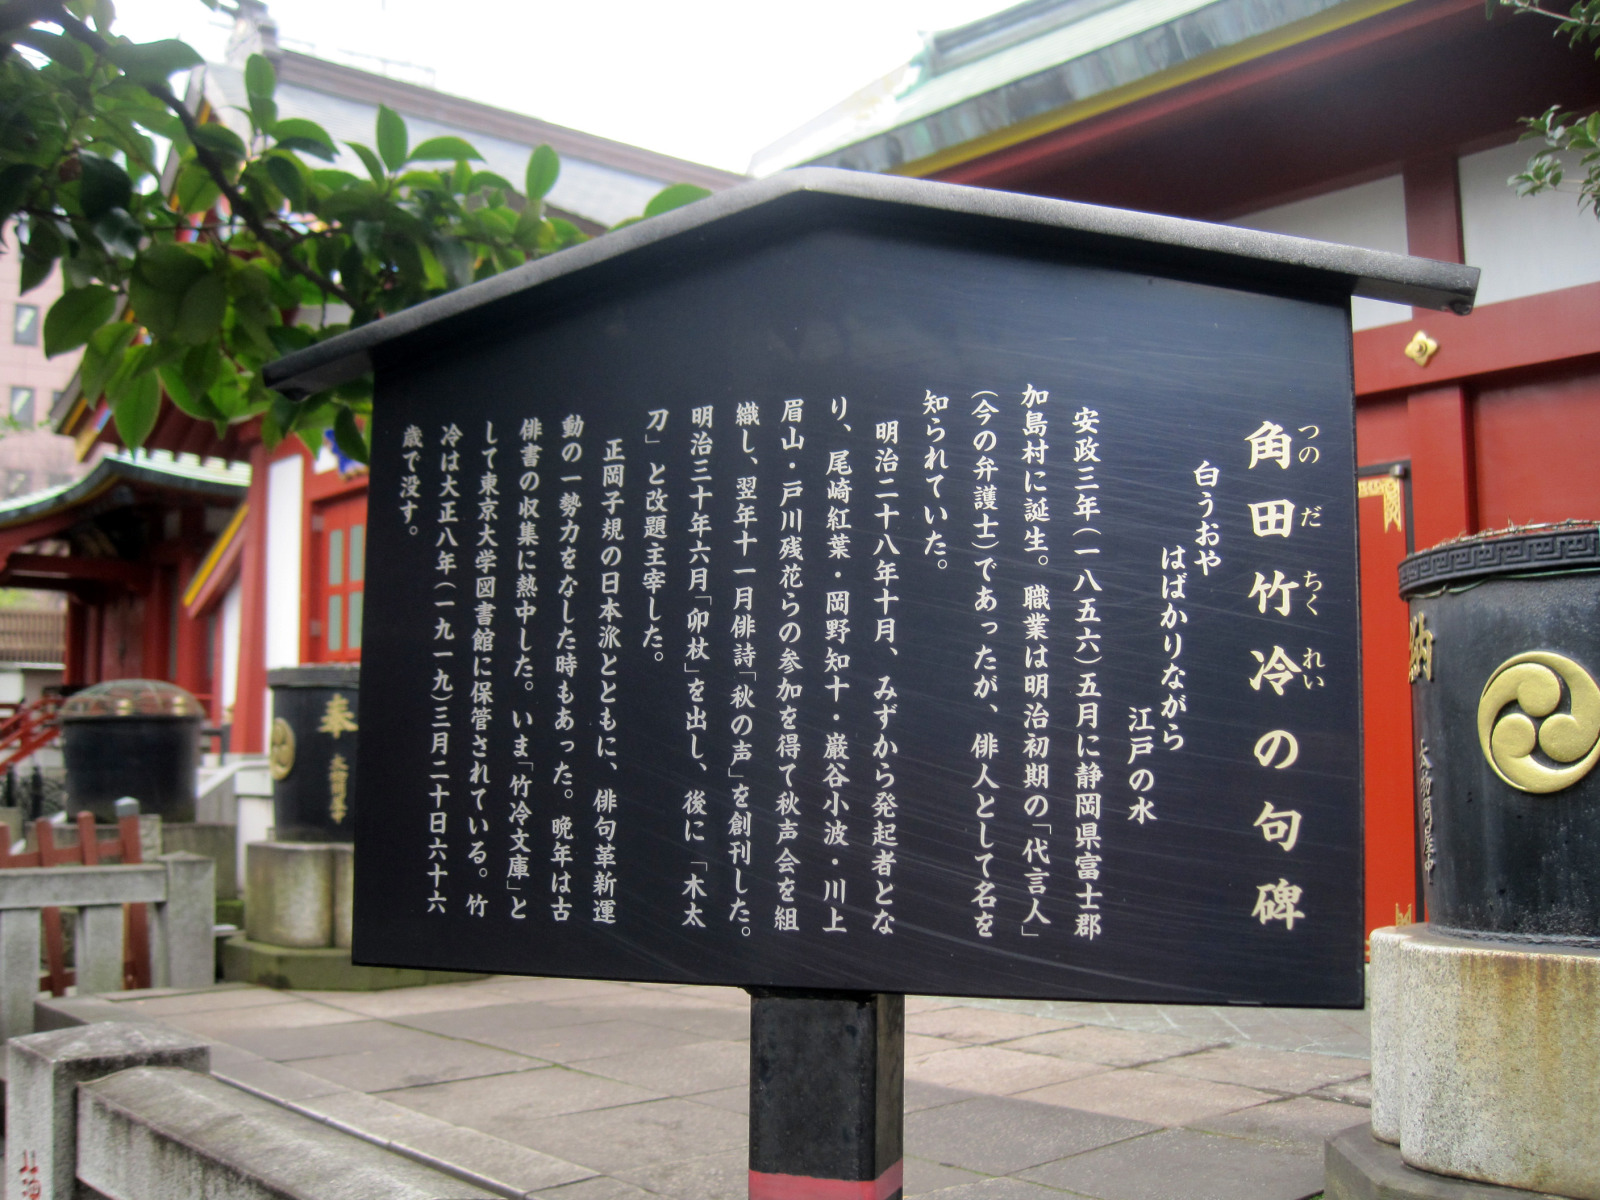 角田竹冷の句碑
つのだ ちくれい
白うおや
はばかりながら
江戸の水
安政三年(一八五六)五月に静岡県富士郡
加島村に誕生。職業は明治初期の「代言人」
(今の弁護士)であったが、俳人として名を
知られていた。
明治二十八年十月、みずから発起者とな
り、尾崎紅葉・岡野知十・巌谷小波・川上
眉山・戸川残花らの参加を得て秋声会を組
織し、翌年十一月俳詩「秋の声」を創刊した。
明治三十年六月「卯杖」を出し、後に「木太
刀」と改題主宰した。
正岡子規の日本派とともに、俳句革新運
動の一勢力をなした時もあった。晩年は古
俳書の収集に熱中した。いま「竹冷文庫」と
して東京大学図書館に保管されている。竹
冷は大正八年(一九一九)三月二十日六十六
歳で没す。
納
奉